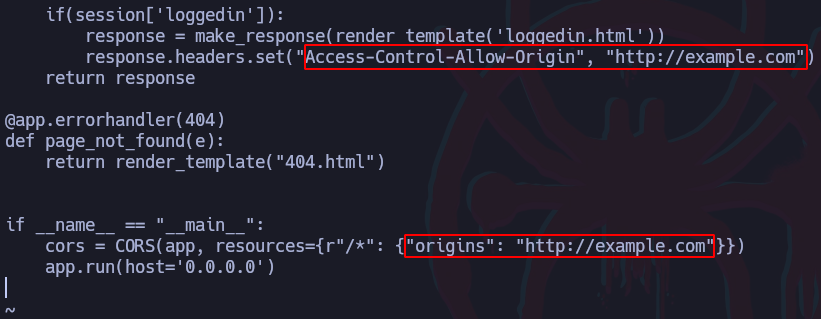 if(session['loggedin']):
        response = make_response(render_template('loggedin.html'))
        response.headers.set("Access-Control-Allow-Origin", "http://example.com")
    return response

@app.errorhandler(404)
def page_not_found(e):
    return render_template("404.html")


if __name__ == "__main__":
    cors = CORS(app, resources={r"/*": {"origins": "http://example.com"}})
    app.run(host='0.0.0.0')

~